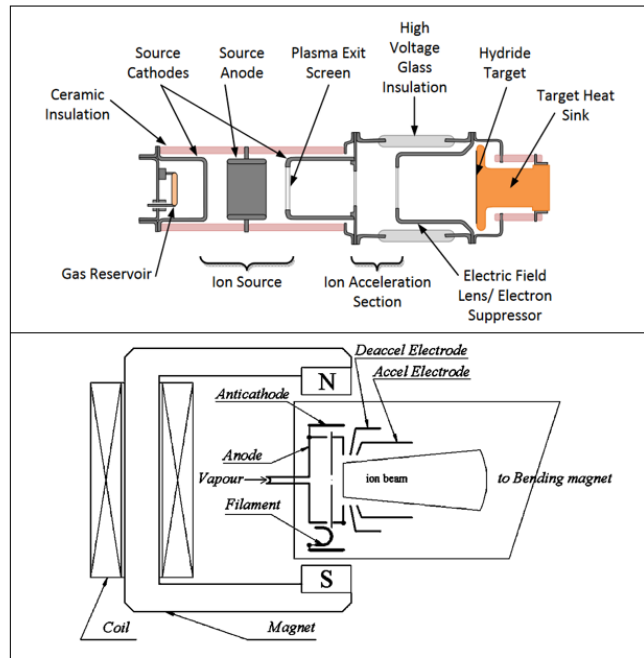 Source
Cathodes
Source
Anode
Plasma Exit
Screen
High
Voltage
Glass
Insulation
Hydride
Target
Target Heat
Sink
Ceramic
Insulation
Gas Reservoir
Ion Source
Ion Acceleration
Section
Electric Field
Lens/ Electron
Suppressor
Deaccel Electrode
Accel Electrode
N
Anticathode
Anode
Vapour
ion beam
to Bending magnet
Filament
S
Coil
Magnet